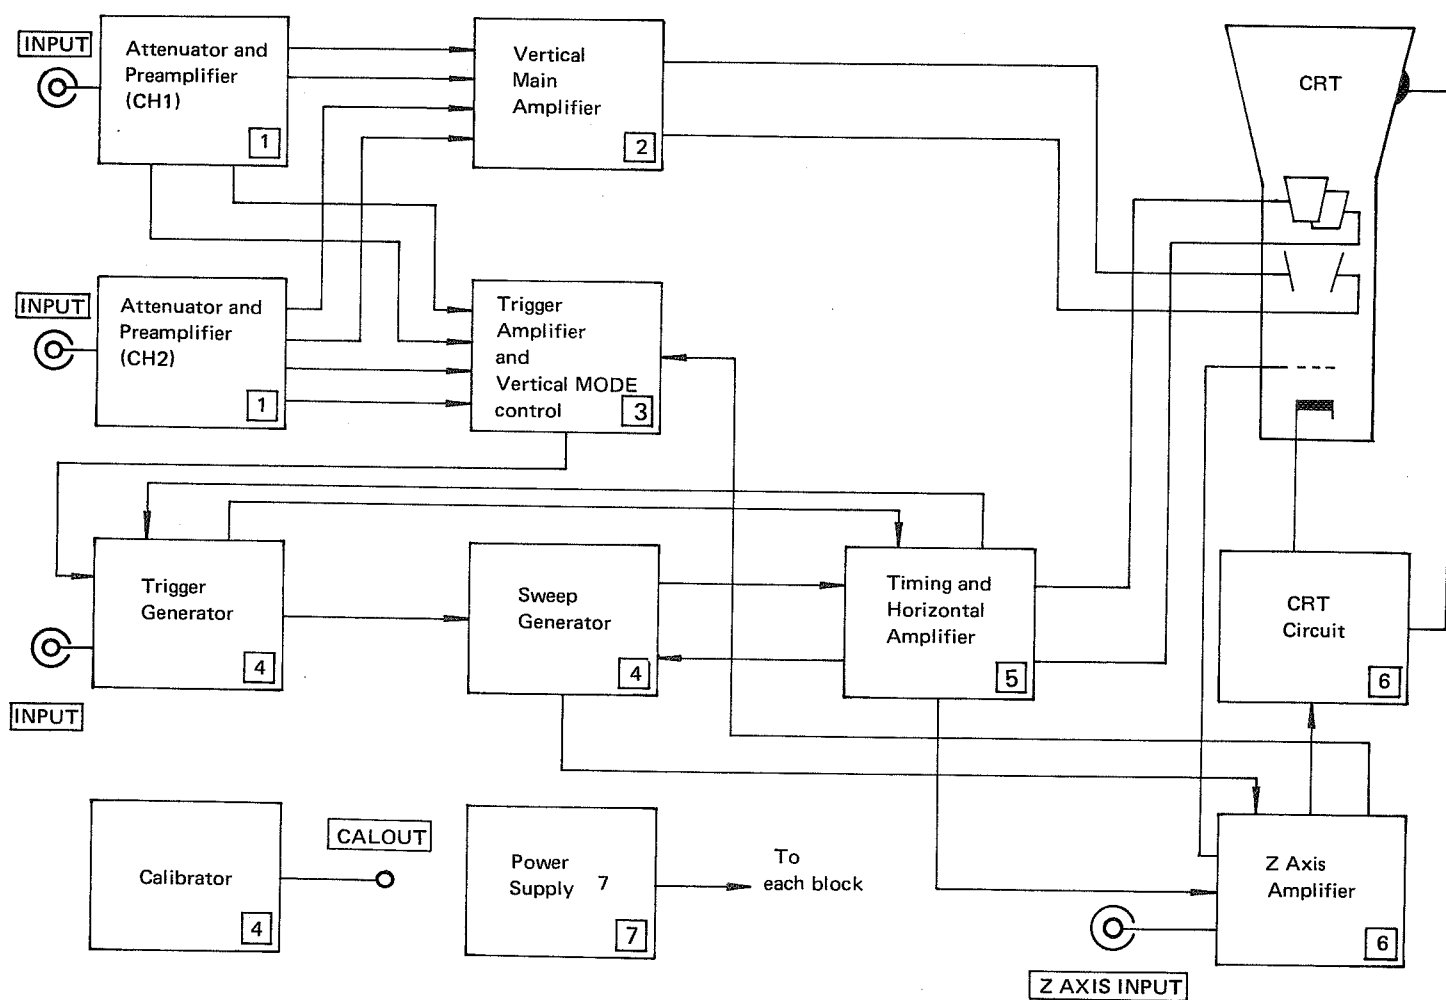 INPUT
Attenuator and
Preamplifier
(CH1)
1
Vertical
Main
Amplifier
2
CRT
INPUT
Attenuator and
Preamplifier
(CH2)
1
Trigger
Amplifier
and
Vertical MODE
control
3
Trigger
Generator
4
INPUT
Sweep
Generator
4
Timing and
Horizontal
Amplifier
5
CRT
Circuit
6
Calibrator
4
CALOUT
Power
Supply 7
7
To
each block
Z Axis
Amplifier
6
Z AXIS INPUT